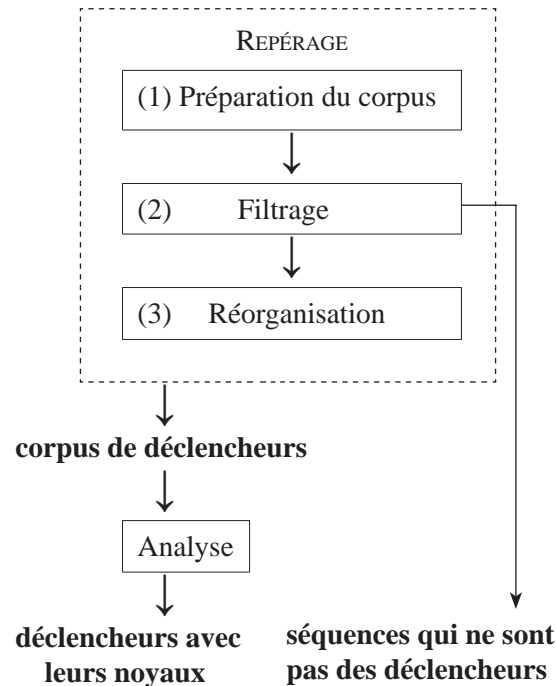 REPÉRAGE
(1) Préparation du corpus
(2) Filtrage
(3) Réorganisation
corpus de déclencheurs
Analyse
déclencheurs avec
leurs noyaux
séquences qui ne sont
pas des déclencheurs